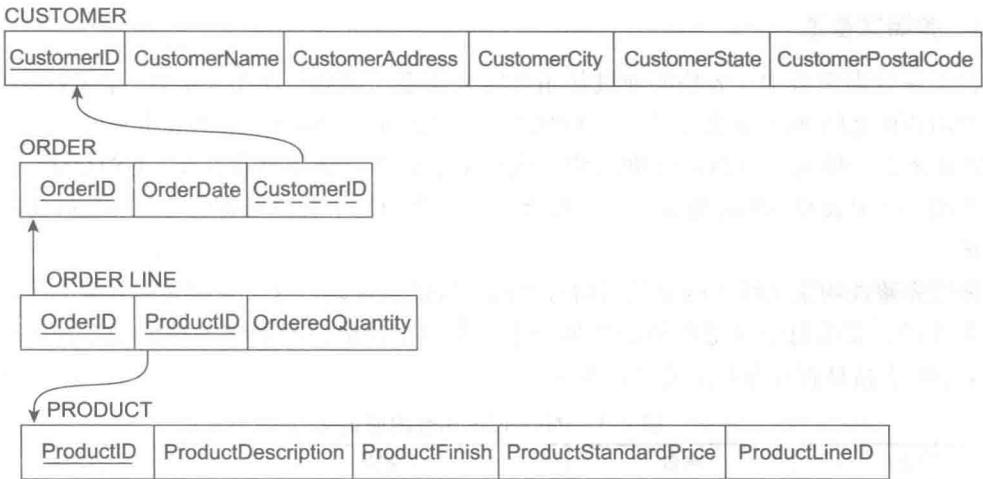 CUSTOMER
CustomerID CustomerName CustomerAddress CustomerCity CustomerState CustomerPostalCode
ORDER
OrderID OrderDate CustomerID
ORDER LINE
OrderID ProductID OrderedQuantity
PRODUCT
ProductID ProductDescription ProductFinish ProductStandardPrice ProductLineID